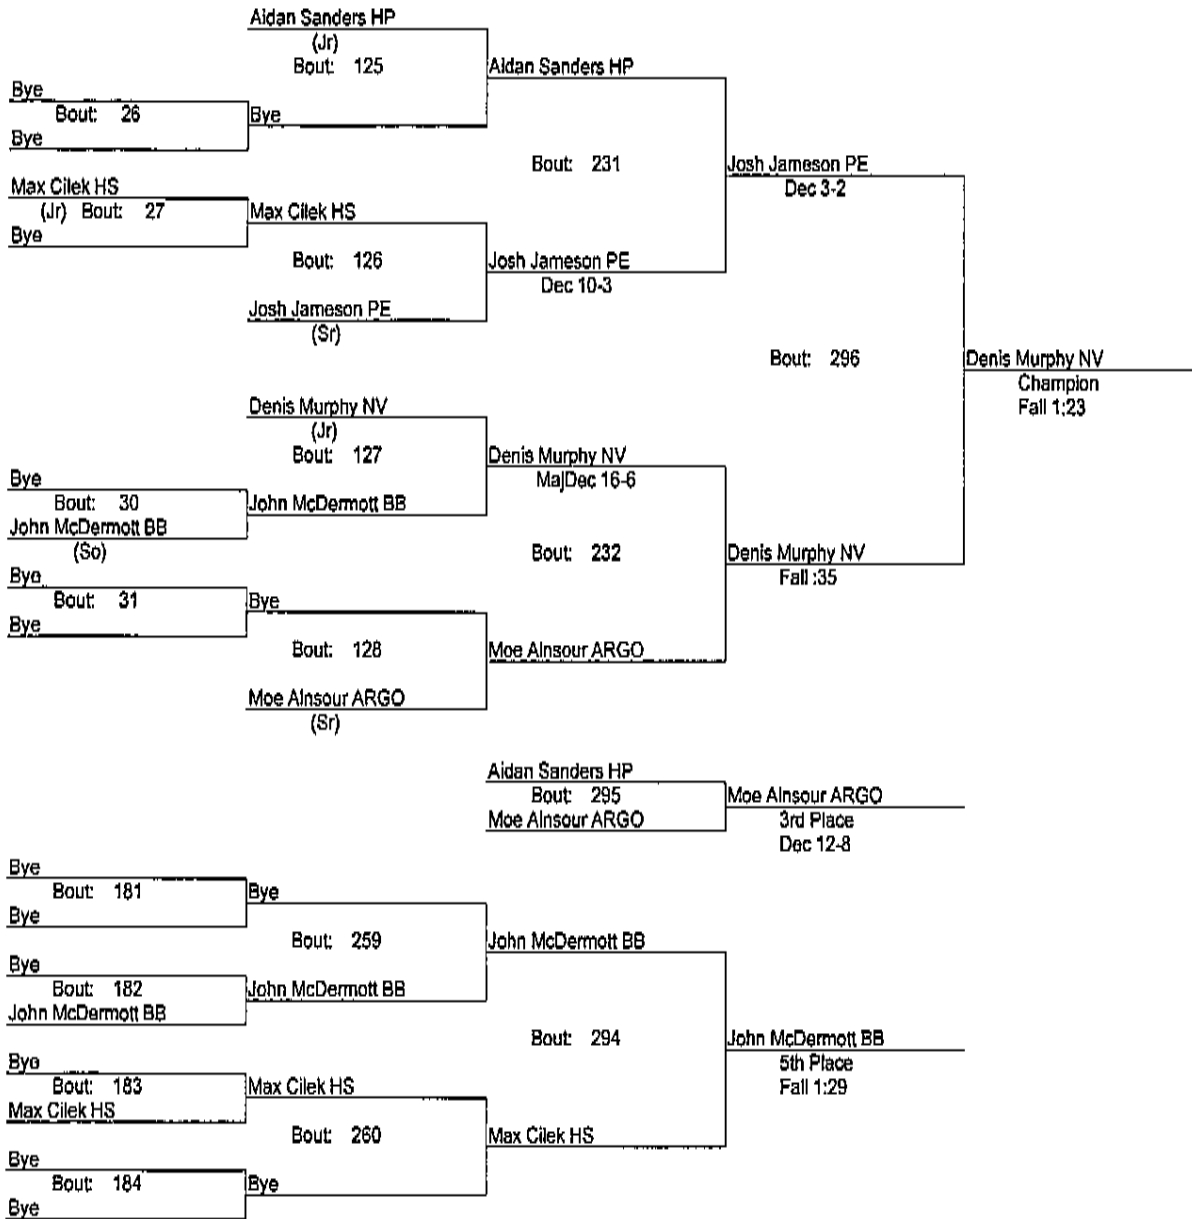 Aidan Sanders HP
(Jr)
Bout: 125
Aidan Sanders HP
Bye
Bout: 26
Bye
Bye
Bout: 231
Josh Jameson PE
Dec 3-2
Max Cilek HS
(Jr) Bout: 27
Max Cilek HS
Bye
Bout: 126
Josh Jameson PE
Dec 10-3
Josh Jameson PE
(Sr)
Bout: 296
Denis Murphy NV
Champion
Fall 1:23
Denis Murphy NV
(Jr)
Bout: 127
Denis Murphy NV
MajDec 16-6
Bye
Bout: 30
John McDermott BB
John McDermott BB
(So)
Bout: 232
Denis Murphy NV
Fall :35
Bye
Bout: 31
Bye
Bye
Bout: 128
Moe Alnsour ARGO
Moe Alnsour ARGO
(Sr)
Aidan Sanders HP
Bout: 295
Moe Alnsour ARGO
Moe Alnsour ARGO
3rd Place
Dec 12-8
Bye
Bout: 181
Bye
Bye
Bout: 259
John McDermott BB
Bye
Bout: 182
John McDermott BB
John McDermott BB
Bout: 294
John McDermott BB
5th Place
Fall 1:29
Bye
Bout: 183
Max Cilek HS
Max Cilek HS
Bout: 260
Max Cilek HS
Bye
Bout: 184
Bye
Bye